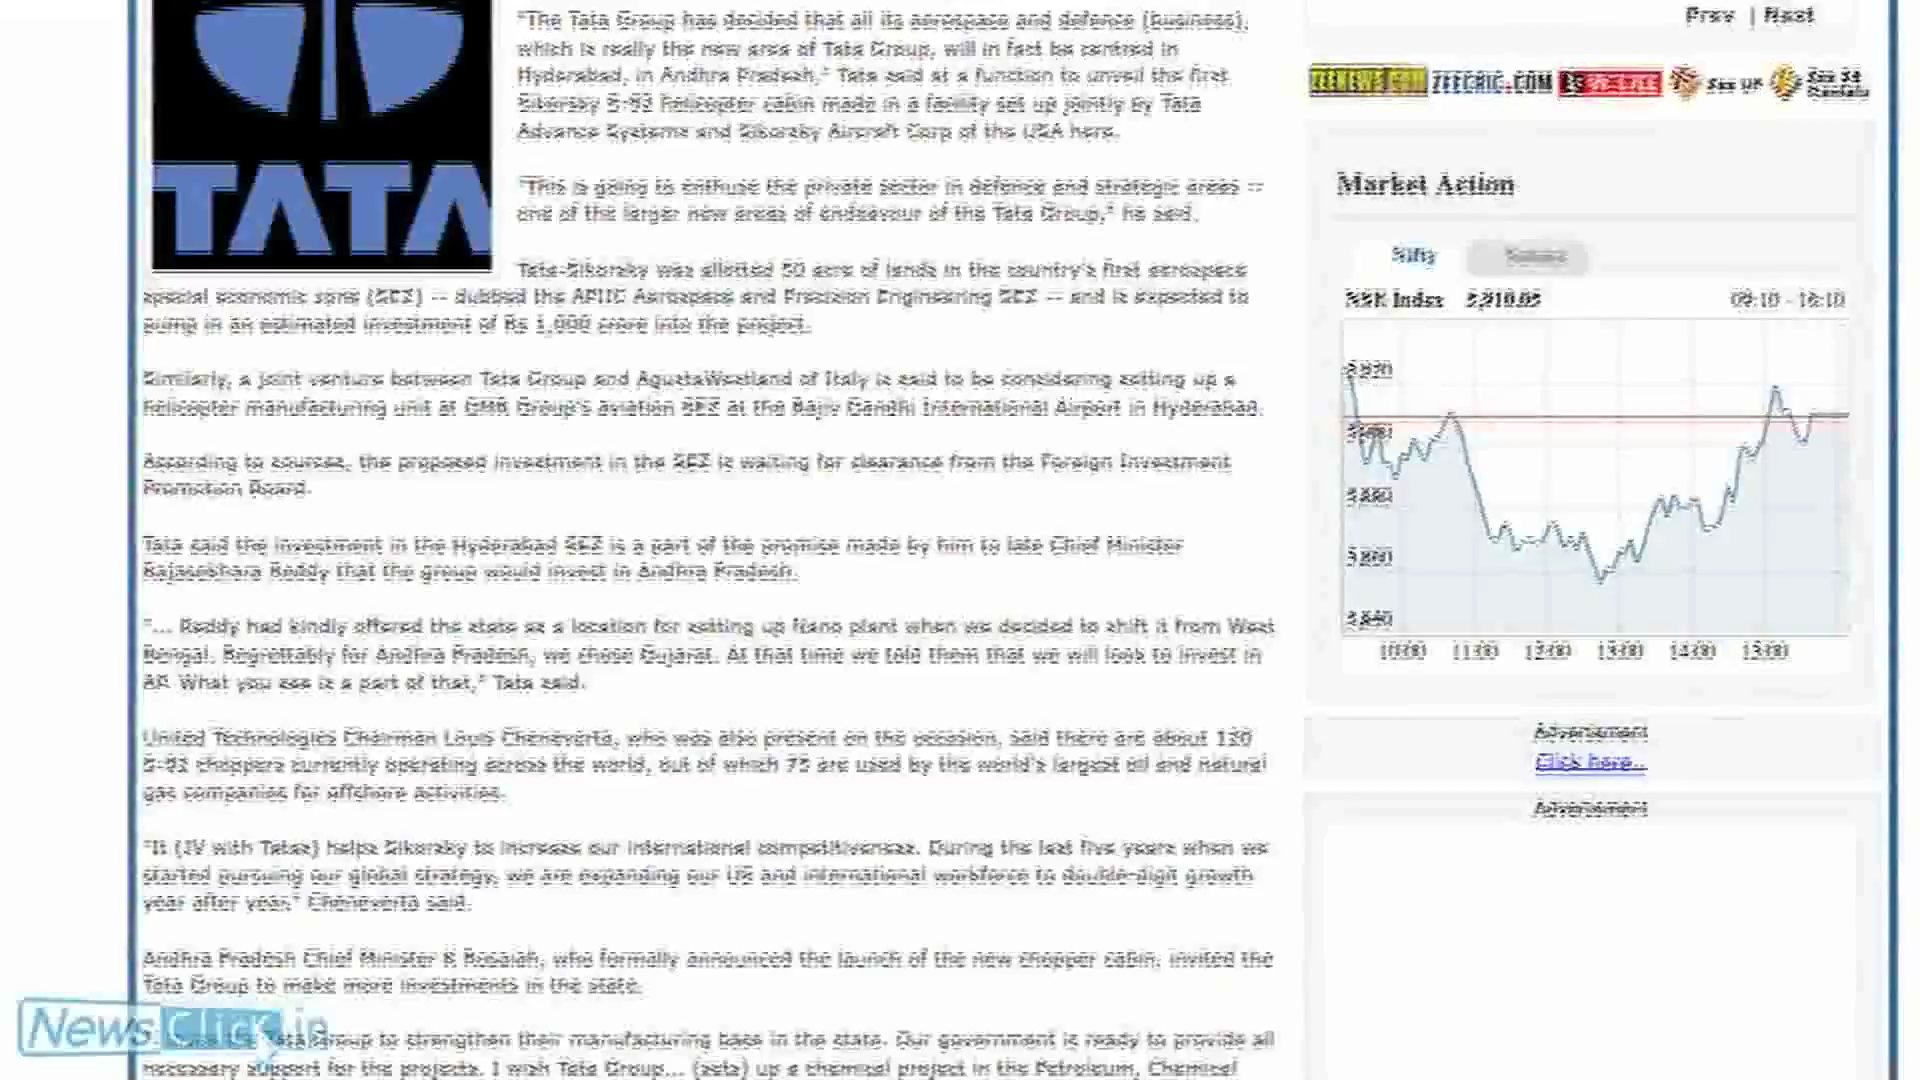 TATA
"The Tata Group has decided that all its aerospace and defence (business),
which is really the new area of Tata Group, will in fact be centred in
Hyderabad, in Andhra Pradesh," Tata said at a function to unveil the first
Sikorsky S-92 helicopter cabin made in a facility set up jointly by Tata
Advance Systems and Sikorsky Aircraft Corp of the USA here.
"This is going to enthuse the private sector in defence and strategic areas --
one of the larger new areas of endeavour of the Tata Group," he said.
Tata-Sikorsky was allotted 50 acre of lands in the country's first aerospace
special economic zone (SEZ) -- dubbed the APIIC Aerospace and Precision Engineering SEZ -- and is expected to
pump in an estimated investment of Rs 1,000 crore into the project.
Similarly, a joint venture between Tata Group and AgustaWestland of Italy is said to be considering setting up a
helicopter manufacturing unit at GMR Group's aviation SEZ at the Rajiv Gandhi International Airport in Hyderabad.
According to sources, the proposed investment in the SEZ is waiting for clearance from the Foreign Investment
Promotion Board.
Tata said the investment in the Hyderabad SEZ is a part of the promise made by him to late Chief Minister
Rajasekhara Reddy that the group would invest in Andhra Pradesh.
"... Reddy had kindly offered the state as a location for setting up Nano plant when we decided to shift it from West
Bengal. Regrettably for Andhra Pradesh, we chose Gujarat. At that time we told them that we will look to invest in
AP. What you see is a part of that," Tata said.
United Technologies Chairman Louis Cheneverta, who was also present on the occasion, said there are about 130
S-92 choppers currently operating across the world, out of which 75 are used by the world's largest oil and natural
gas companies for offshore activities.
"It (JV with Tatas) helps Sikorsky to increase our international competitiveness. During the last five years when we
started pursuing our global strategy, we are expanding our US and international workforce to double-digit growth
year after year." Chenevertа said.
Andhra Pradesh Chief Minister K Rosaiah, who formally announced the launch of the new chopper cabin, invited the
Tata Group to make more investments in the state.
Tata Group to strengthen their manufacturing base in the state. Our government is ready to provide all
necessary support for the projects. I wish Tata Group... (sets) up a chemical project in the Petroleum, Chemical
NewsClick.in
Prev | Next
ZEENEWS.COM ZEECRIC.COM
Market Action
Nifty
NSE Index
09:10 - 16:10
10:00 11:00 12:00 13:00 14:00 15:00
Advertisement
Click here..
Advertisement